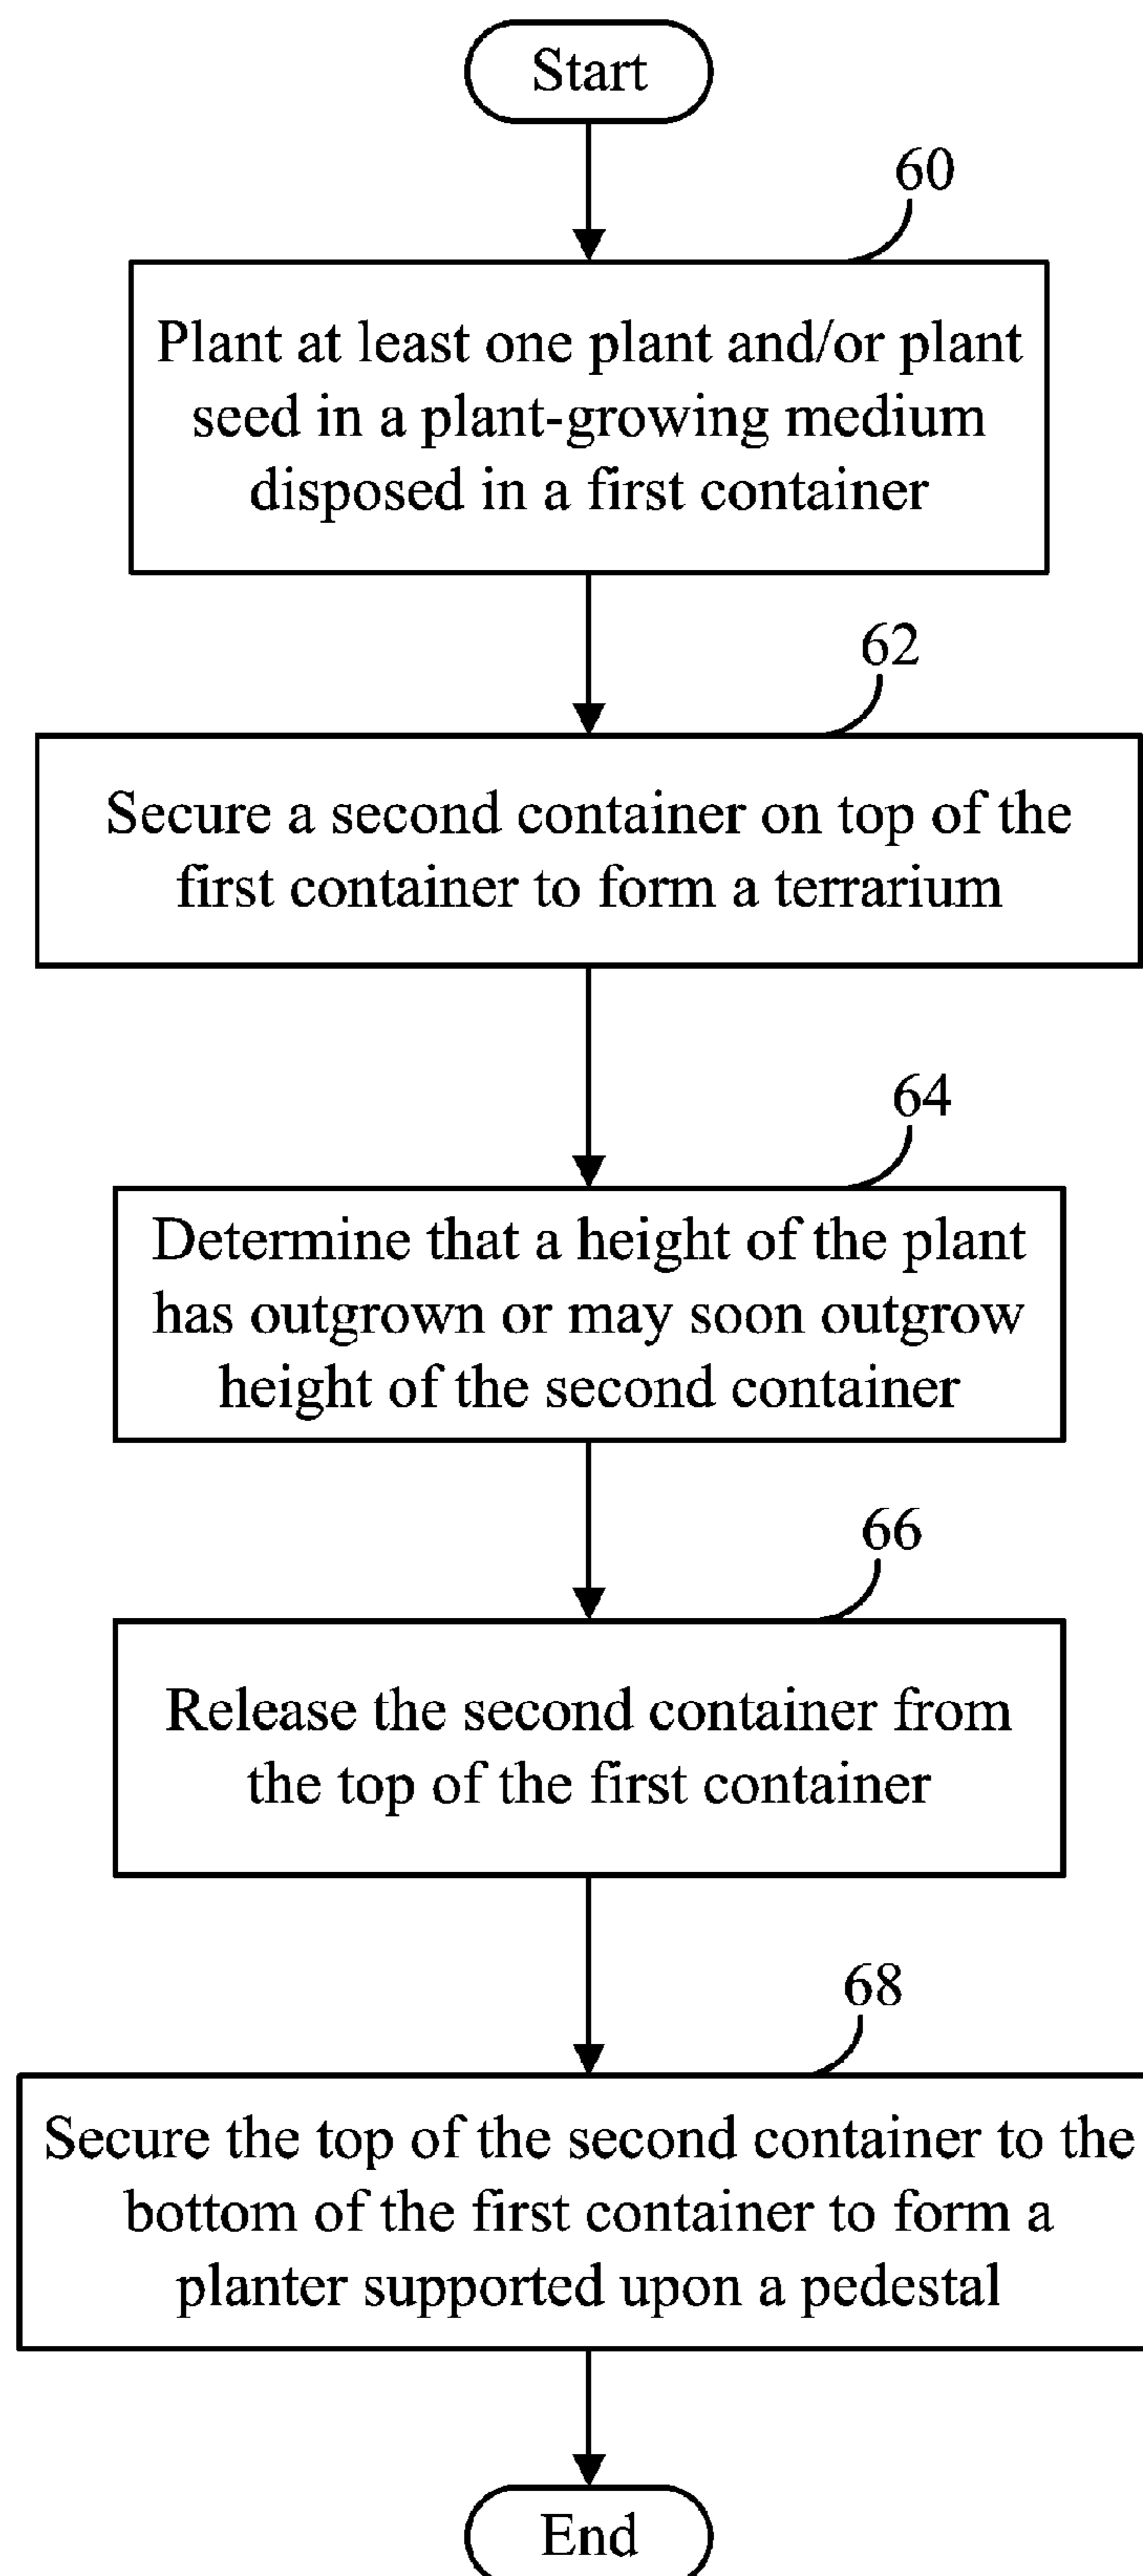 Start
60
Plant at least one plant and/or plant
seed in a plant-growing medium
disposed in a first container
62
Secure a second container on top of the
first container to form a terrarium
64
Determine that a height of the plant
has outgrown or may soon outgrow
height of the second container
66
Release the second container from
the top of the first container
68
Secure the top of the second container to the
bottom of the first container to form a
planter supported upon a pedestal
End